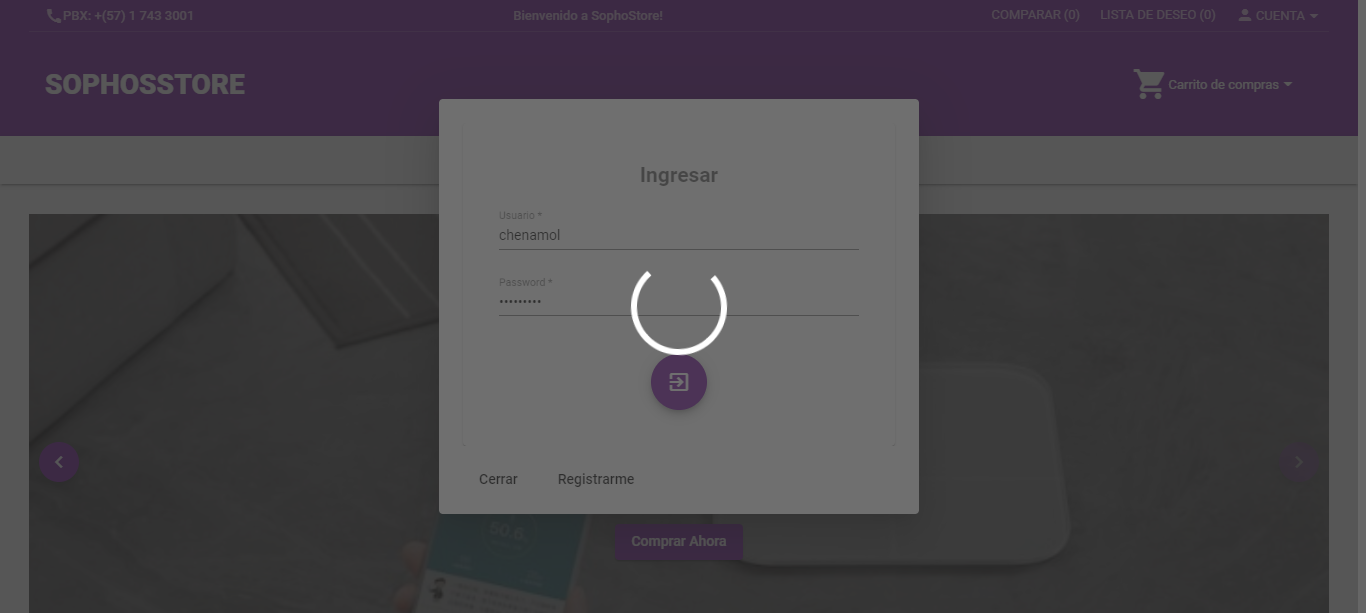 PBX: +(57) 1 743 3001
Bienvenido a SophoStore!
COMPARAR (0)
LISTA DE DESEO (0)
CUENTA
SOPHOSSTORE
Carrito de compras
Ingresar
Usuario *
chenamol
Password *
•••••••••
Cerrar
Registrarme
Comprar Ahora